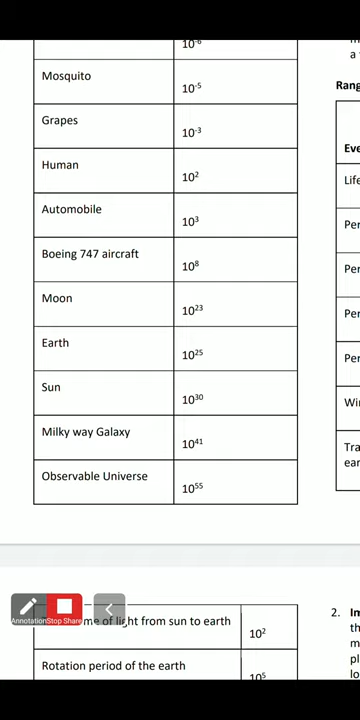 10⁻⁶
Mosquito 10⁻⁵
Grapes 10⁻³
Human 10²
Automobile 10³
Boeing 747 aircraft 10⁸
Moon 10²³
Earth 10²⁵
Sun 10³⁰
Milky way Galaxy 10⁴¹
Observable Universe 10⁵⁵
a
Rang
Eve
Life
Per
Per
Per
Per
Wi
Tra
ear
Annotation Stop Share
me of light from sun to earth 10²
Rotation period of the earth 10⁵
2. Im
th
m
pl
lo